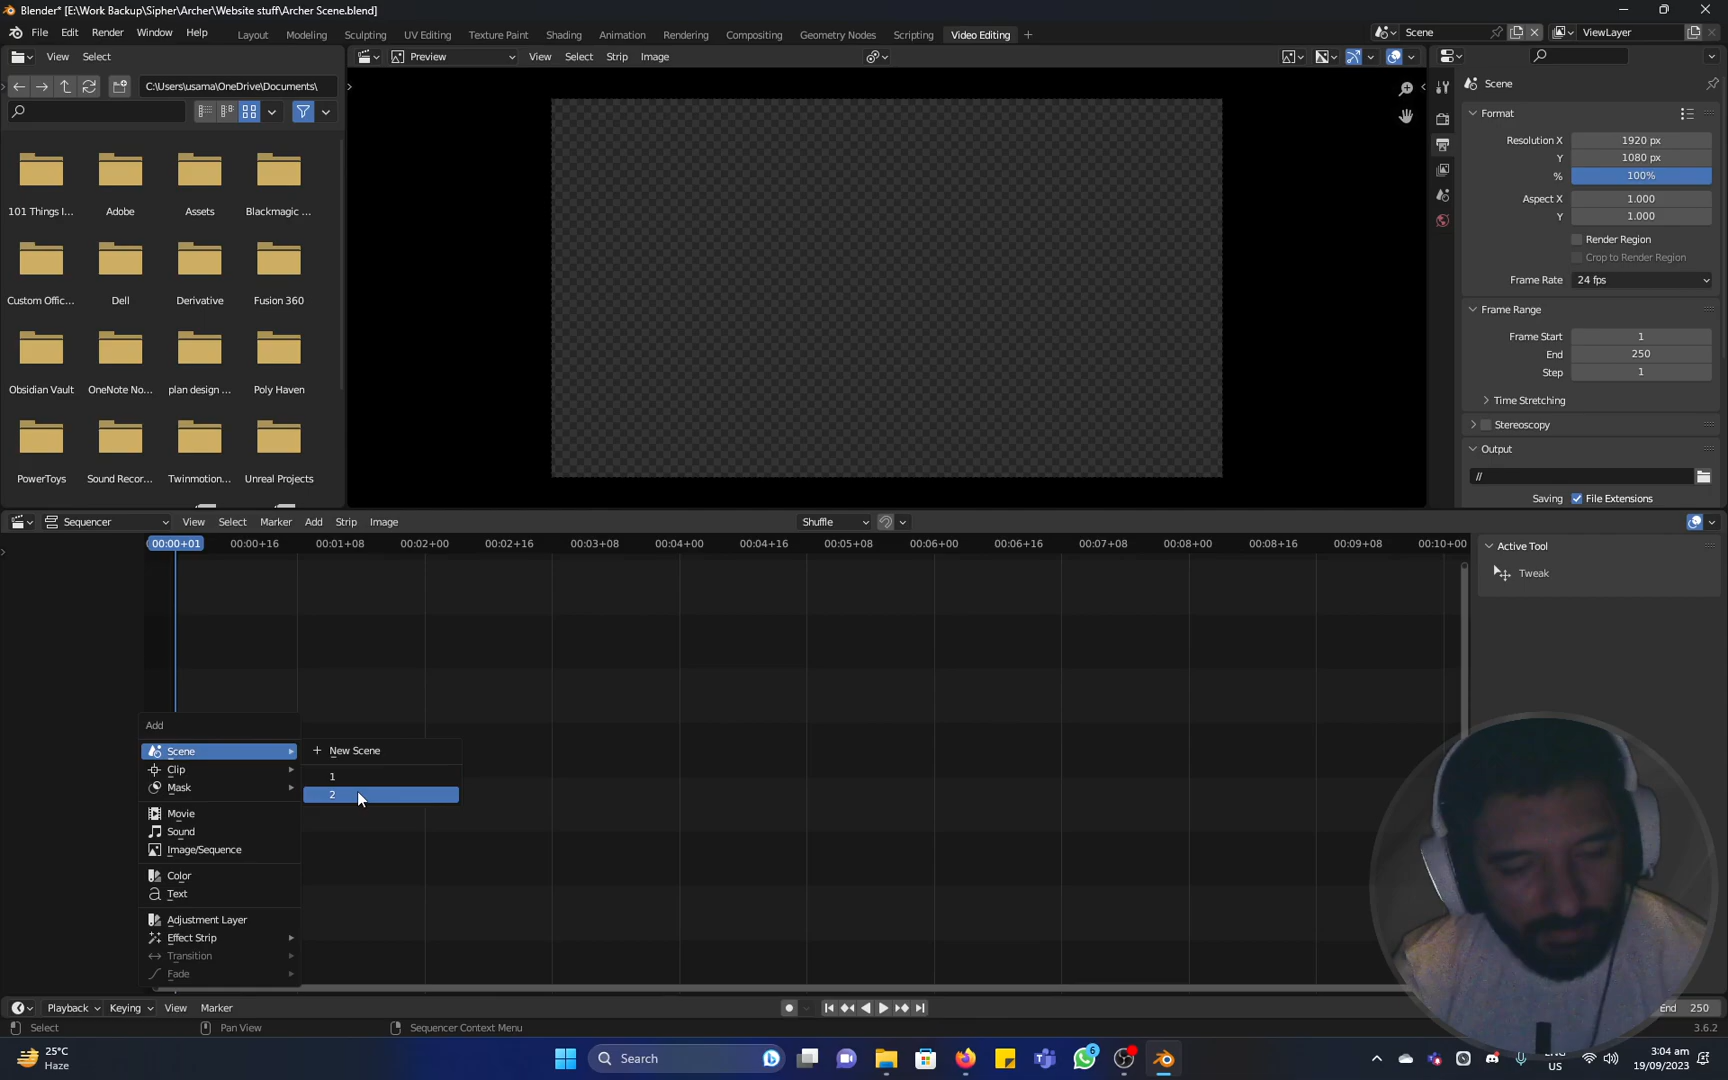 Blender* [E:\Work Backup\Sipher\Archer\Website stuff\Archer Scene.blend]
File Edit Render Window Help Layout Modeling Sculpting UV Editing Texture Paint Shading Animation Rendering Compositing Geometry Nodes Scripting Video Editing + Scene ViewLayer
View Select Preview View Select Strip Image
C:\Users\usama\OneDrive\Documents\
101 Things I... Adobe Assets Blackmagic ...
Custom Offic... Dell Derivative Fusion 360
Obsidian Vault OneNote No... plan design ... Poly Haven
PowerToys Sound Recor... Twinmotion... Unreal Projects
Scene
Format
Resolution X 1920 px
Y 1080 px
% 100%
Aspect X 1.000
Y 1.000
Render Region
Crop to Render Region
Frame Rate 24 fps
Frame Range
Frame Start 1
End 250
Step 1
Time Stretching
Stereoscopy
Output
//
Saving File Extensions
Sequencer View Select Marker Add Strip Image Shuffle
00:00+01 00:00+16 00:01+08 00:02+00 00:02+16 00:03+08 00:04+00 00:04+16 00:05+08 00:06+00 00:06+16 00:07+08 00:08+00 00:08+16 00:09+08 00:10+00
Active Tool
Tweak
Add
Scene
Clip
Mask
Movie
Sound
Image/Sequence
Color
Text
Adjustment Layer
Effect Strip
Transition
Fade
+ New Scene
1
2
Playback Keying View Marker End 250
Select Pan View Sequencer Context Menu 3.6.2
25°C
Haze
Search
6
US
3:04 am
19/09/2023